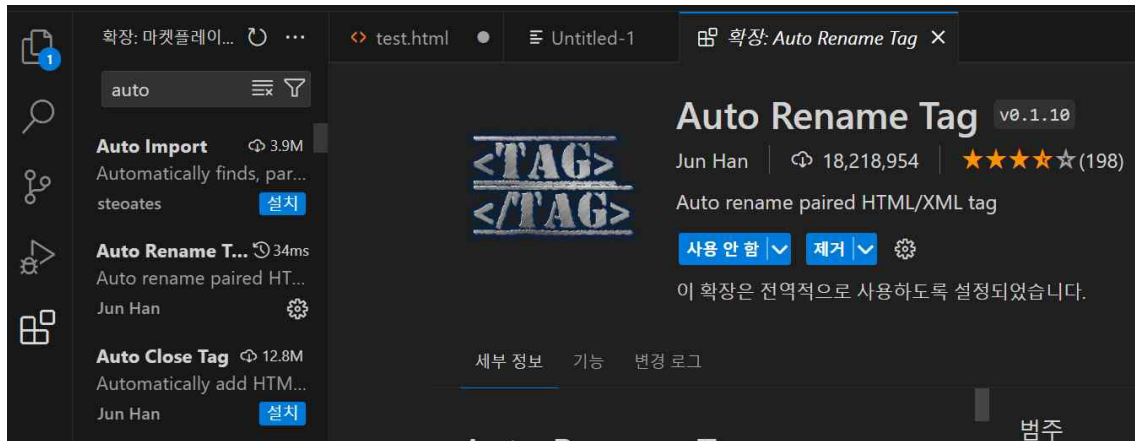 확장: 마켓플레이...
test.html
Untitled-1
확장: Auto Rename Tag
1
auto
Auto Import 3.9M
Automatically finds, par...
steoates 설치
Auto Rename T... 34ms
Auto rename paired HT...
Jun Han
Auto Close Tag 12.8M
Automatically add HTM...
Jun Han 설치
<TAG>
</TAG>
Auto Rename Tag v0.1.10
Jun Han 18,218,954 (198)
Auto rename paired HTML/XML tag
사용 안 함 제거
이 확장은 전역적으로 사용하도록 설정되었습니다.
세부 정보 기능 변경 로그
범주